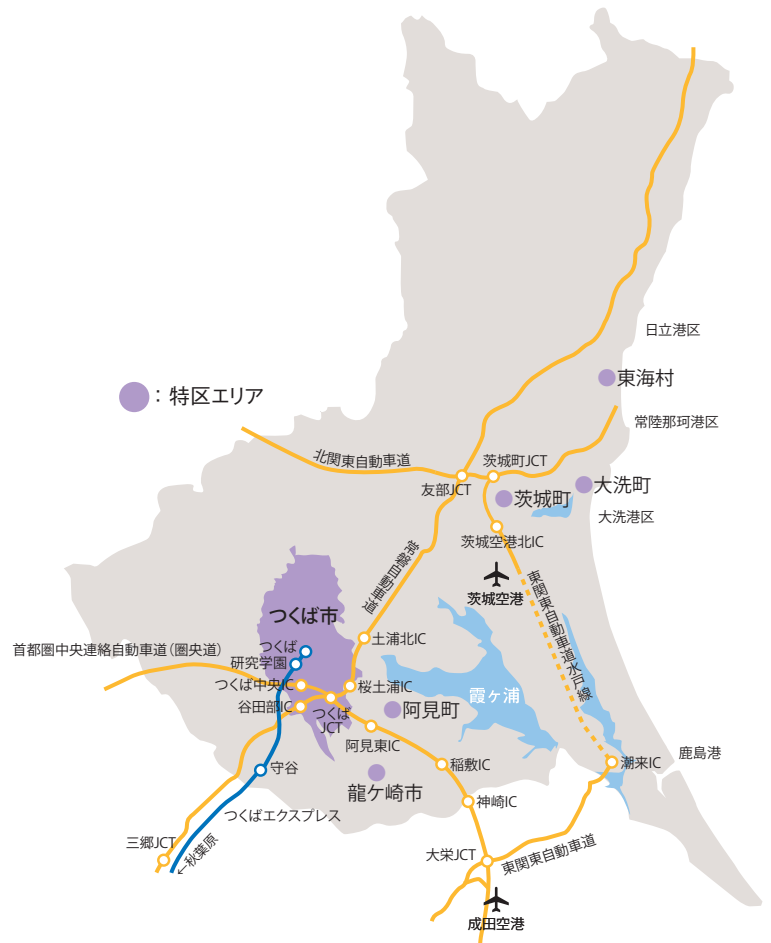 日立港区
東海村
：特区エリア
常陸那珂港区
北関東自動車道
茨城町JCT
友部JCT
茨城町
大洗町
大洗港区
茨城空港北IC
常磐自動車道
茨城空港
東関東自動車道水戸線
つくば市
土浦北IC
首都圏中央連絡自動車道（圏央道）
つくば
研究学園
つくば中央IC
桜土浦IC
霞ヶ浦
谷田部IC
つくば
JCT
阿見町
阿見東IC
鹿島港
潮来IC
稲敷IC
守谷
龍ケ崎市
神崎IC
つくばエクスプレス
三郷JCT
←秋葉原
大栄JCT
東関東自動車道
成田空港